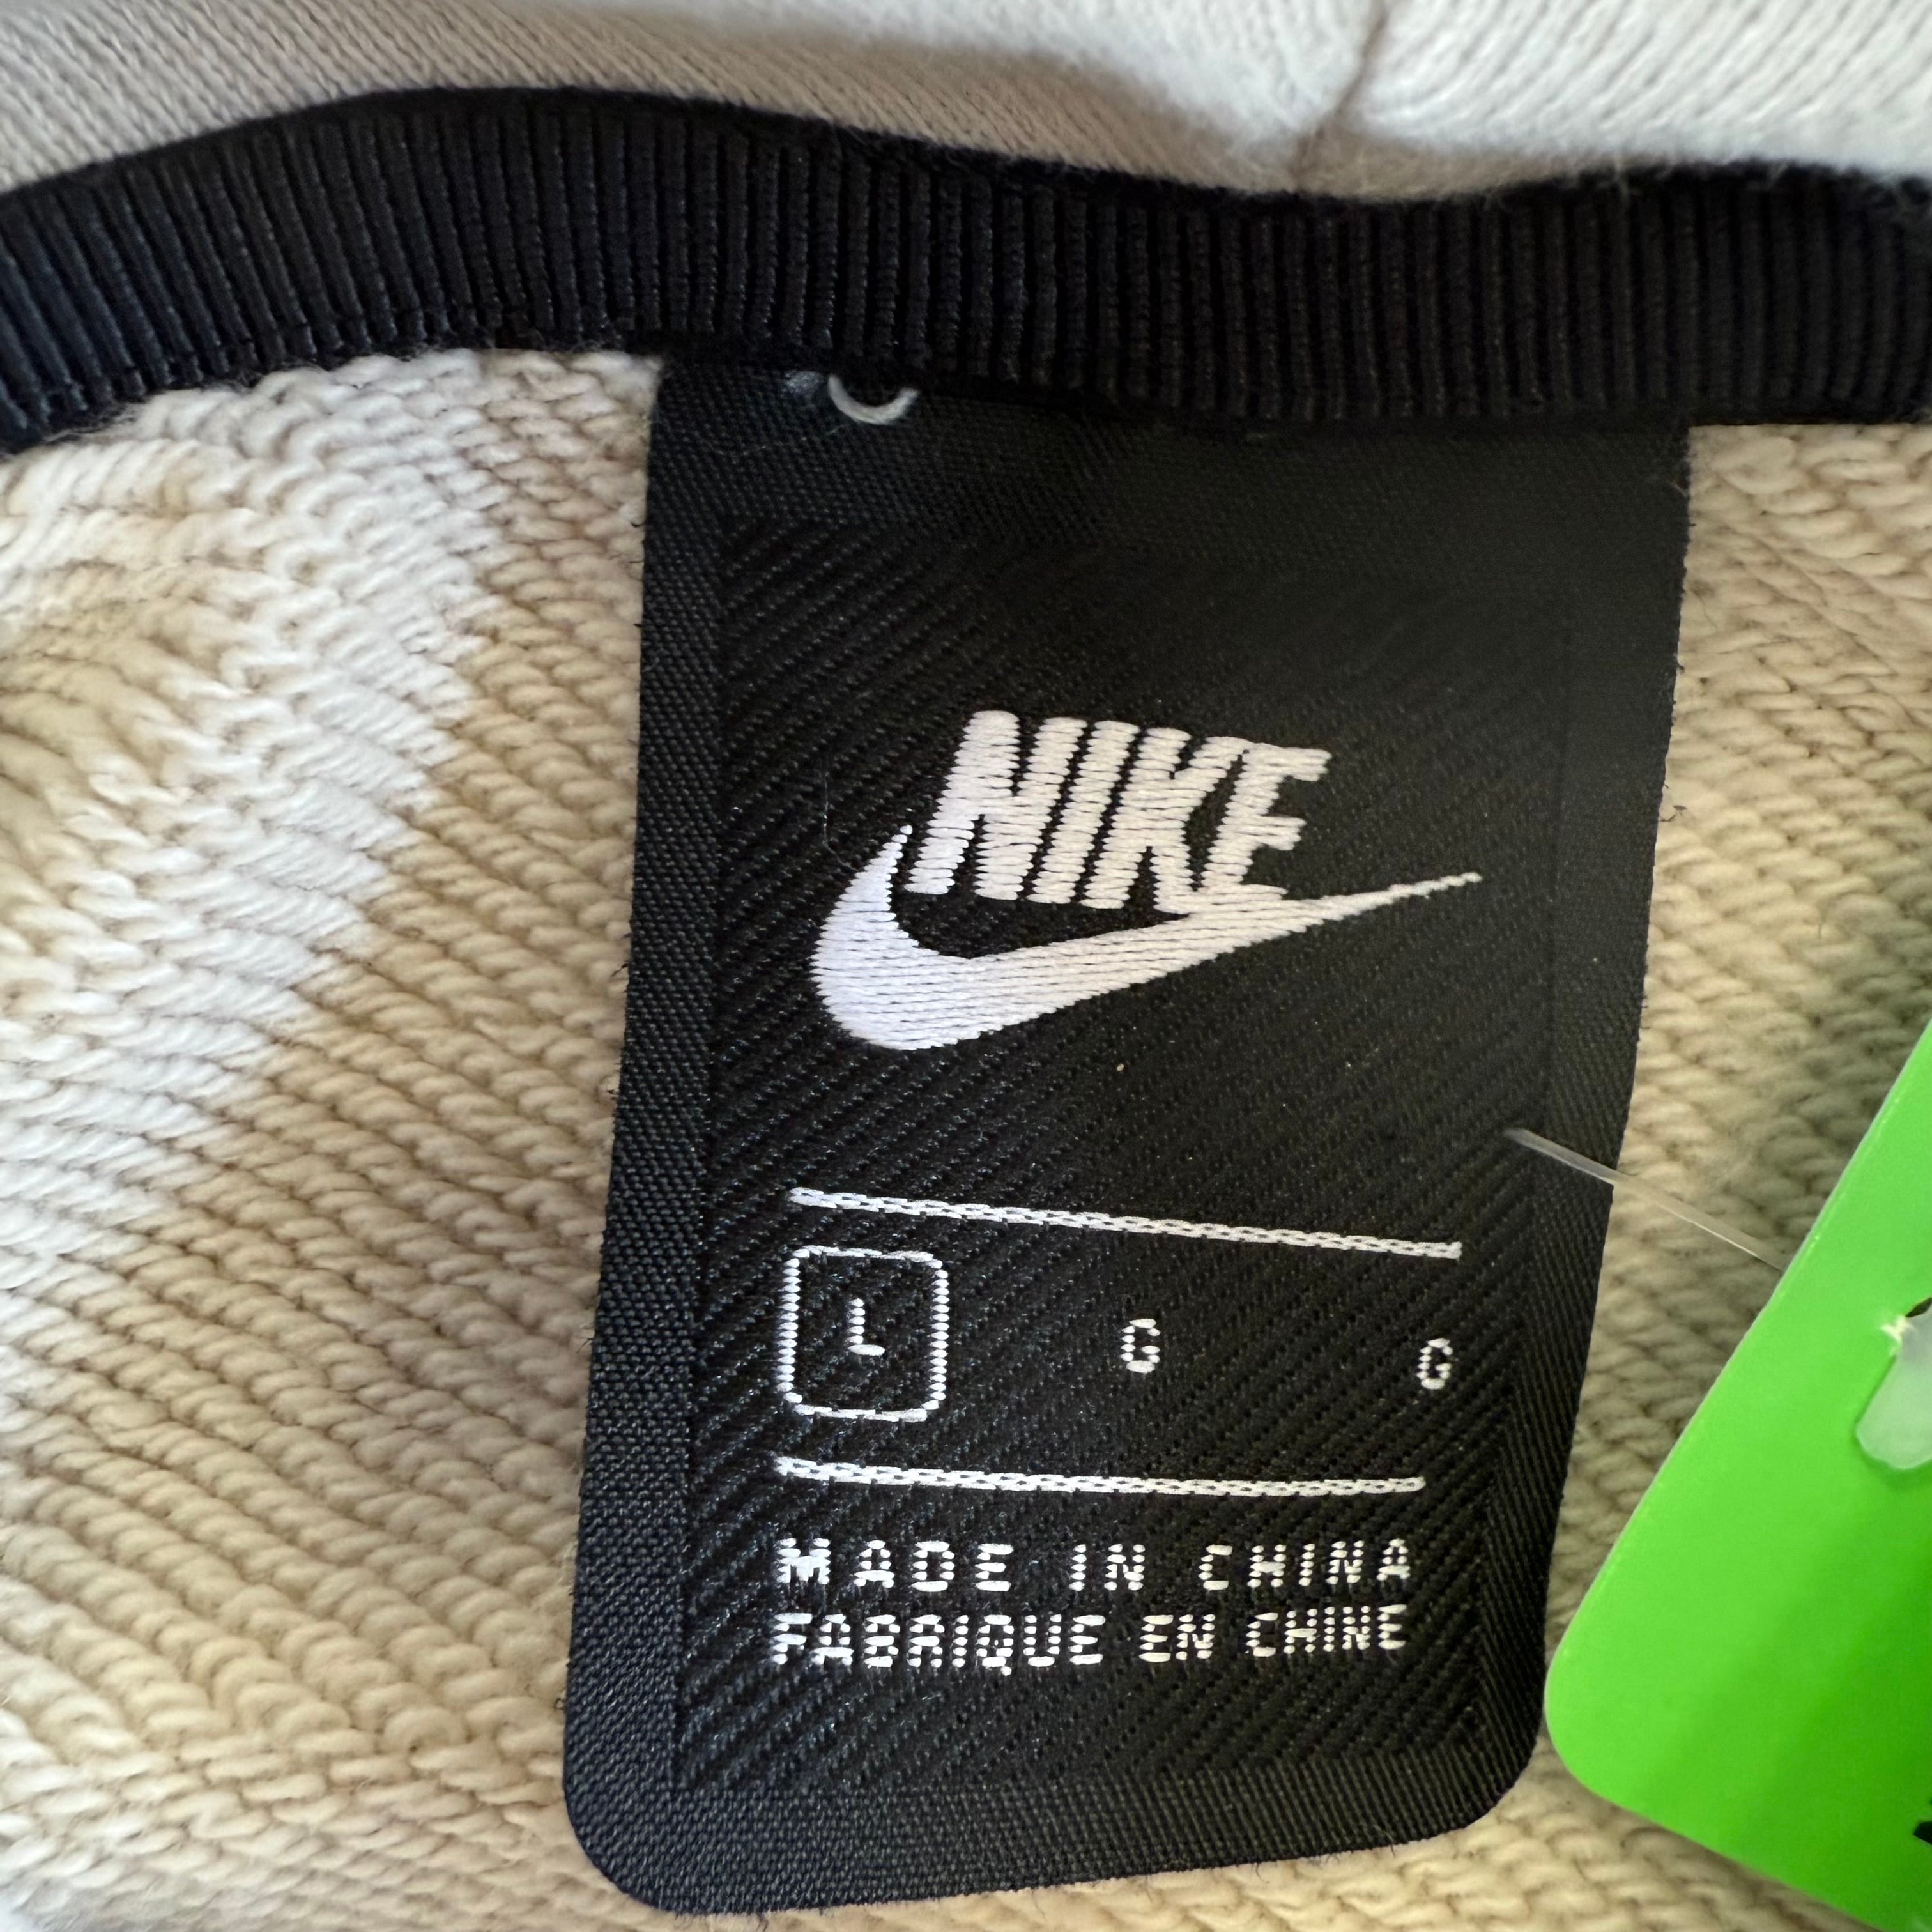 NIKE
L G G
MADE IN CHINA
FABRIQUE EN CHINE